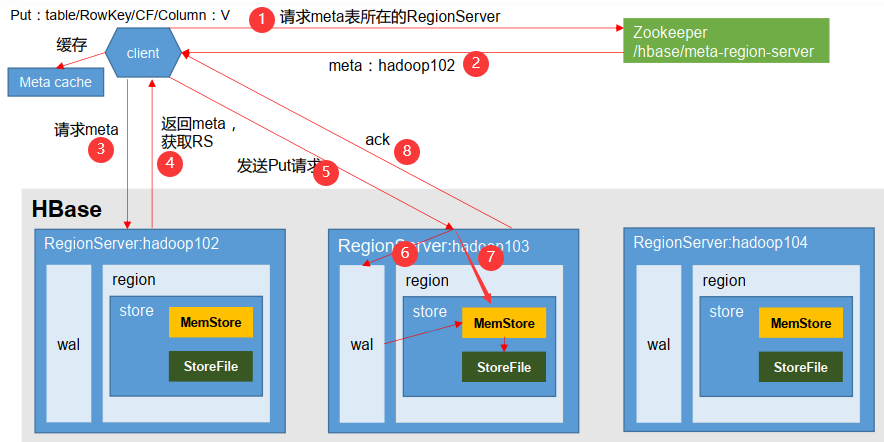 Put：table/RowKey/CF/Column：V
1 请求meta表所在的RegionServer
Zookeeper
/hbase/meta-region-server
缓存
client
meta：hadoop102 2
Meta cache
请求meta
3
返回meta，
获取RS
4
发送Put请求 5
ack
8
HBase
RegionServer:hadoop102
wal
region
store
MemStore
StoreFile
RegionServer:hadoop103
6
7
wal
region
store
MemStore
StoreFile
RegionServer:hadoop104
wal
region
store
MemStore
StoreFile